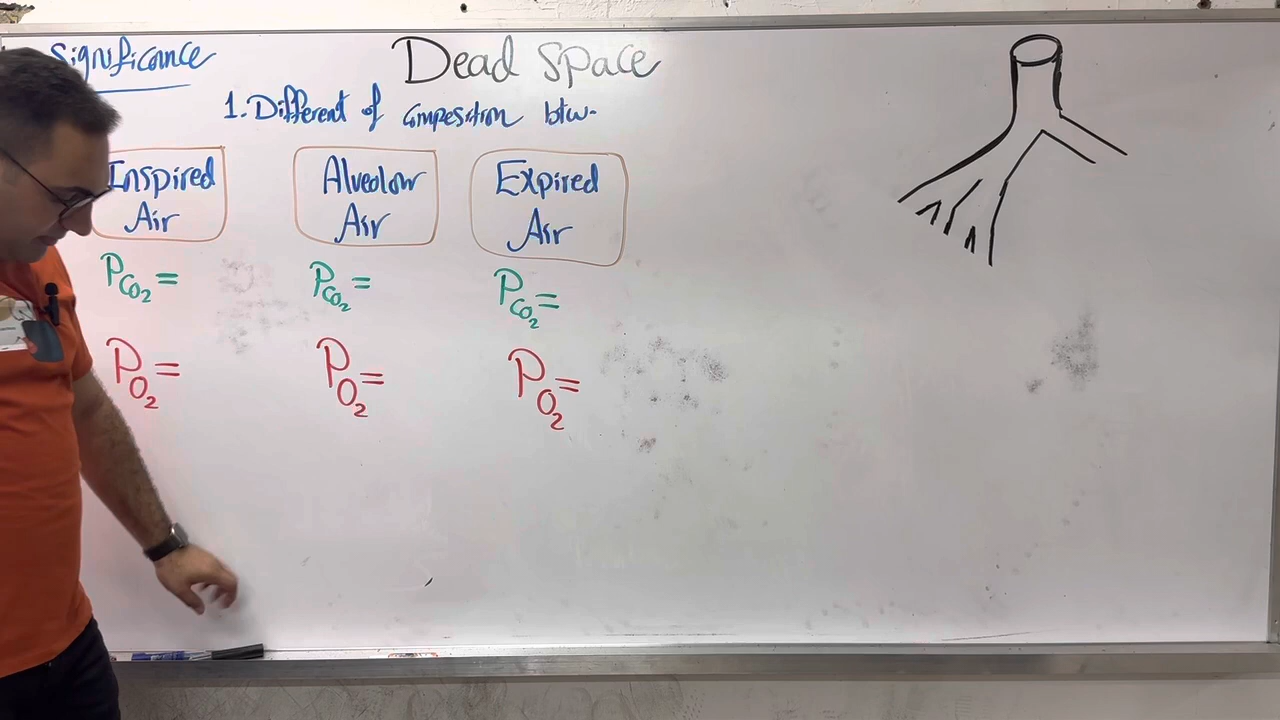 Significance
Dead Space
1. Different of composition btw.
Inspired
Air
Alveolar
Air
Expired
Air
PCO2=
PCO2=
PCO2=
PO2=
PO2=
PO2=